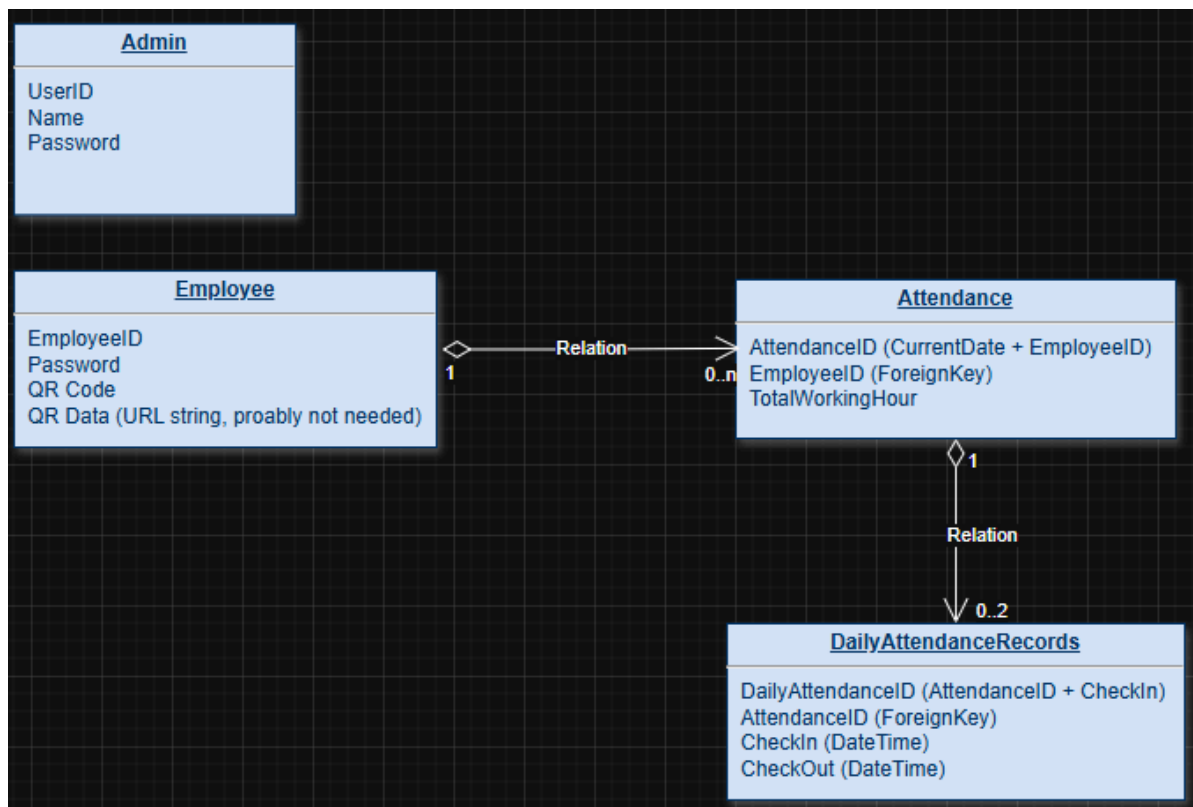 Admin
UserID
Name
Password
Employee
EmployeeID
Password
QR Code
QR Data (URL string, proably not needed)
1
Relation
0..n
Attendance
AttendanceID (CurrentDate + EmployeeID)
EmployeeID (ForeignKey)
TotalWorkingHour
1
Relation
0..2
DailyAttendanceRecords
DailyAttendanceID (AttendanceID + CheckIn)
AttendanceID (ForeignKey)
CheckIn (DateTime)
CheckOut (DateTime)